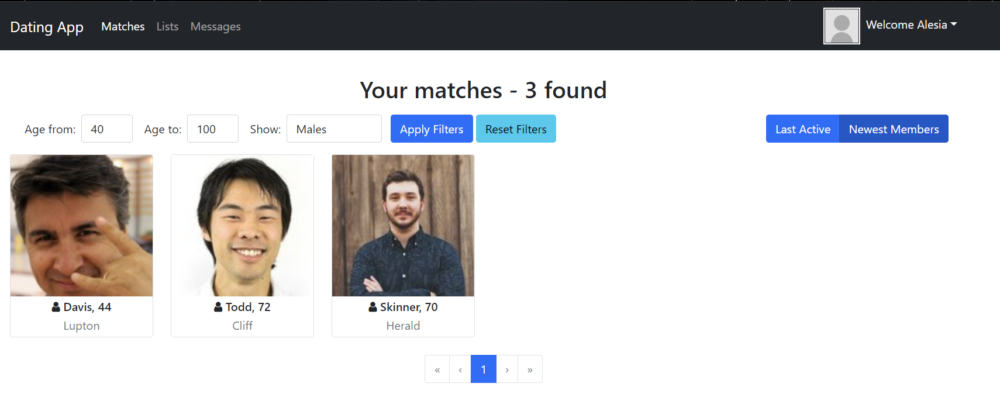 Dating App Matches Lists Messages Welcome Alesia
Your matches - 3 found
Age from: 40 Age to: 100 Show: Males Apply Filters Reset Filters Last Active Newest Members
Davis, 44
Lupton
Todd, 72
Cliff
Skinner, 70
Herald
« ‹ 1 › »